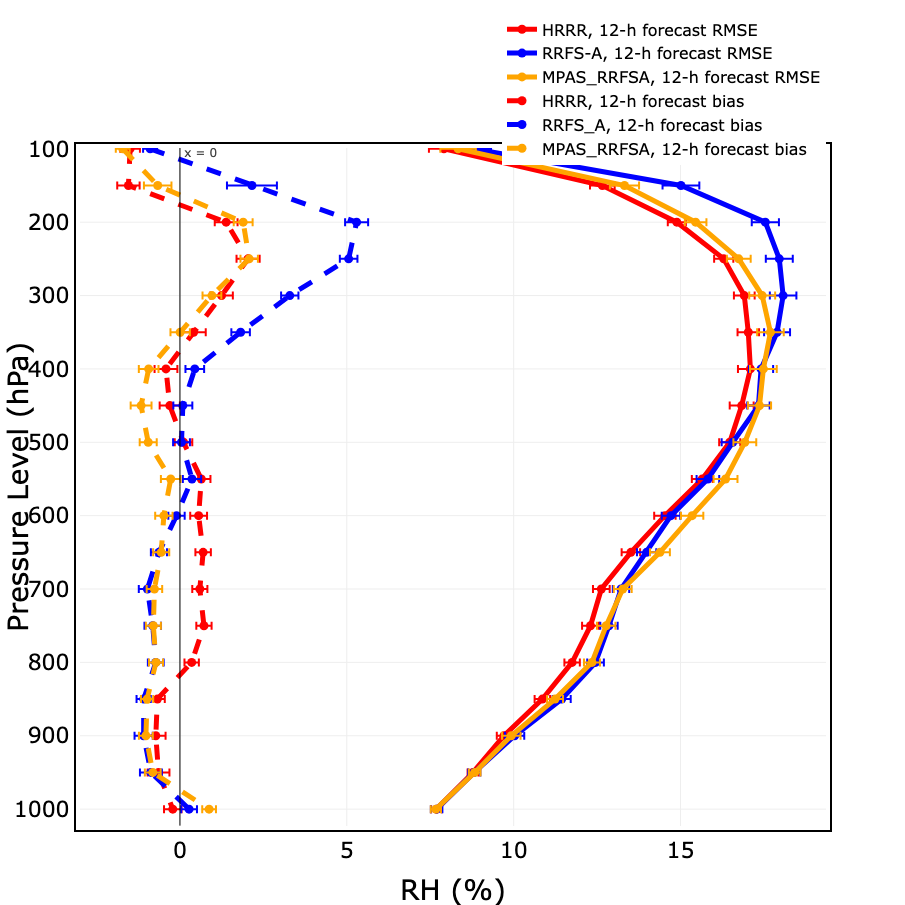 HRRR, 12-h forecast RMSE
RRFS-A, 12-h forecast RMSE
MPAS_RRFSA, 12-h forecast RMSE
HRRR, 12-h forecast bias
RRFS_A, 12-h forecast bias
MPAS_RRFSA, 12-h forecast bias
x = 0
100
200
300
400
500
600
700
800
900
1000
Pressure Level (hPa)
0 5 10 15
RH (%)